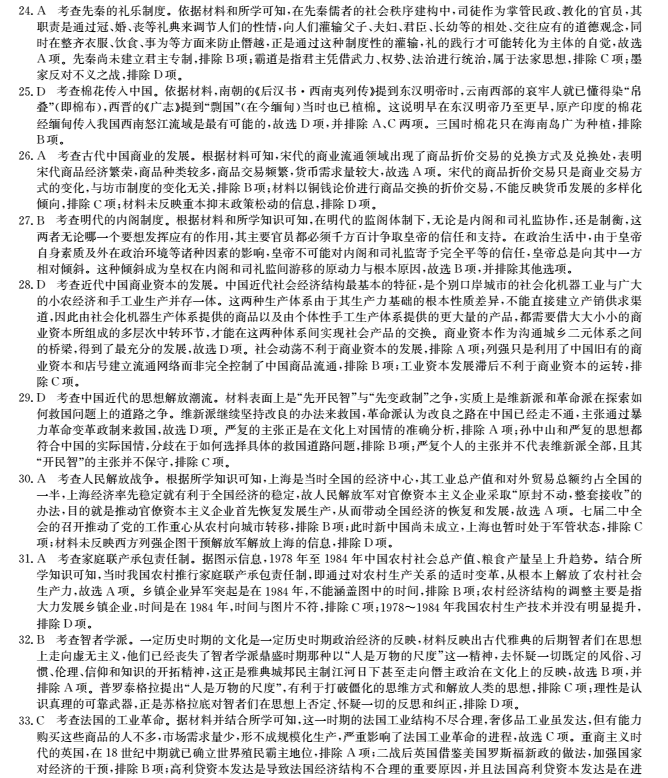 24. A　考查先秦的礼乐制度。依据材料和所学可知，在先秦儒者的社会秩序建构中，司徒作为掌管民政、教化的官员，其
职责是通过冠、婚、丧等礼典来调节人们的性情，向人们灌输父子、夫妇、君臣、长幼等的相处、交往应有的道德观念，同
时在整齐衣服、饮食、事为等方面来防止僭越，正是通过这种制度性的灌输，礼的践行才可能转化为主体的自觉，故选
A项。先秦尚未建立君主专制，排除B项；霸道是指君主凭借武力、权势、法治进行统治，属于法家思想，排除C项；墨
家反对不义之战，排除D项。
25. D　考查棉花传入中国。依据材料，南朝的《后汉书·西南夷列传》提到东汉明帝时，云南西部的哀牢人就已懂得染“帛
叠”(即棉布)，西晋的《广志》提到“剽国”(在今缅甸)当时也已植棉。这说明早在东汉明帝乃至更早，原产印度的棉花
经缅甸传入我国西南怒江流域是最有可能的，故选D项，并排除A、C两项。三国时棉花只在海南岛广为种植，排除
B项。
26. A　考查古代中国商业的发展。根据材料可知，宋代的商业流通领域出现了商品折价交易的兑换方式及兑换处，表明
宋代商品经济繁荣，商品种类较多，商品交易频繁，货币需求量较大，故选A项。宋代的商品折价交易只是商业交易方
式的变化，与坊市制度的变化无关，排除B项；材料以铜钱论价进行商品交换的折价交易，不能反映货币发展的多样化
倾向，排除C项；材料未反映重本抑末政策松动的信息，排除D项。
27. B　考查明代的内阁制度。根据材料和所学知识可知，在明代的监阁体制下，无论是内阁和司礼监协作，还是制衡，这
两者无论哪一个要想发挥应有的作用，其主要官员都必须千方百计争取皇帝的信任和支持。在政治生活中，由于皇帝
自身素质及外在政治环境等诸种因素的影响，皇帝不可能对内阁和司礼监寄予完全平等的信任，皇帝总是向其中一方
相对倾斜。这种倾斜成为皇权在内阁和司礼监间游移的原动力与根本原因，故选B项，并排除其他选项。
28. D　考查近代中国商业资本的发展。中国近代社会经济结构最基本的特征，是个别口岸城市的社会化机器工业与广大
的小农经济和手工业生产并存一体。这两种生产体系由于其生产力基础的根本性质差异，不能直接建立产销供求渠
道，因此由社会化机器生产体系提供的商品以及由个体性手工生产体系提供的更大量的产品，都需要借大大小小的商
业资本所组成的多层次中转环节，才能在这两种体系间实现社会产品的交换。商业资本作为沟通城乡二元体系之间
的桥梁，得到了最充分的发展，故选D项。社会动荡不利于商业资本的发展，排除A项；列强只是利用了中国旧有的商
业资本和店号建立流通网络而非完全控制了中国商品流通，排除B项；工业资本发展滞后不利于商业资本的运转，排
除C项。
29. D　考查中国近代的思想解放潮流。材料表面上是“先开民智”与“先变政制”之争，实质上是维新派和革命派在探索如
何救国问题上的道路之争。维新派继续坚持改良的办法来救国，革命派认为改良之路在中国已经走不通，主张通过暴
力革命变革政制来救国，故选D项。严复的主张正是在文化上对国情的准确分析，排除A项；孙中山和严复的思想都
符合中国的实际国情，分歧在于如何选择具体的救国道路问题，排除B项；严复个人的主张并不代表维新派全部，且其
“开民智”的主张并不保守，排除C项。
30. A　考查人民解放战争。根据所学知识可知，上海是当时全国的经济中心，其工业总产值和对外贸易总额约占全国的
一半，上海经济率先稳定就有利于全国经济的稳定，故人民解放军对官僚资本主义企业采取“原封不动，整套接收”的
办法，目的就是推动官僚资本主义企业首先恢复发展生产，从而带动全国经济的恢复和发展，故选A项。七届二中全
会的召开推动了党的工作重心从农村向城市转移，排除B项；此时新中国尚未成立，上海也暂时处于军管状态，排除C
项；材料未反映西方列强企图干预解放军解放上海的信息，排除D项。
31. A　考查家庭联产承包责任制。据图示信息，1978年至1984年中国农村社会总产值、粮食产量呈上升趋势。结合所
学知识可知，当时我国农村推行家庭联产承包责任制，即通过对农村生产关系的适时变革，从根本上解放了农村社会
生产力，故选A项。乡镇企业异军突起是在1984年，不能涵盖图中的时间，排除B项；农村经济结构的调整主要是指
大力发展乡镇企业，时间是在1984年，时间与图片不符，排除C项；1978～1984年我国农村生产技术并没有明显提升，
排除D项。
32. B　考查智者学派。一定历史时期的文化是一定历史时期政治经济的反映，材料反映出古代雅典的后期智者们在思想
上走向虚无主义，他们已经丧失了智者学派鼎盛时期那种以“人是万物的尺度”这一精神，去怀疑一切既定的风俗、习
惯、伦理、信仰和知识的开拓精神，这正是雅典城邦民主制江河日下甚至走向僭主政治在文化上的反映，故选B项，并
排除A项。普罗泰格拉提出“人是万物的尺度”，有利于打破僵化的思维方式和解放人类的思想，排除C项；理性是认
识真理的可靠武器，正是苏格拉底对智者们在思想上否定、怀疑一切的反思和纠正，排除D项。
33. C　考查法国的工业革命。据材料并结合所学可知，这一时期的法国工业结构不尽合理，奢侈品工业虽发达，但有能力
购买这些商品的人不多，市场需求量少，形不成规模化生产，严重影响了法国工业革命的进程，故选C项。重商主义时
代的英国，在18世纪中期就已确立世界殖民霸主地位，排除A项；二战后英国借鉴美国罗斯福新政的做法，加强国家
对经济的干预，排除B项；高利贷资本发达是导致法国经济结构不合理的重要原因，并且法国高利贷资本发达是在进